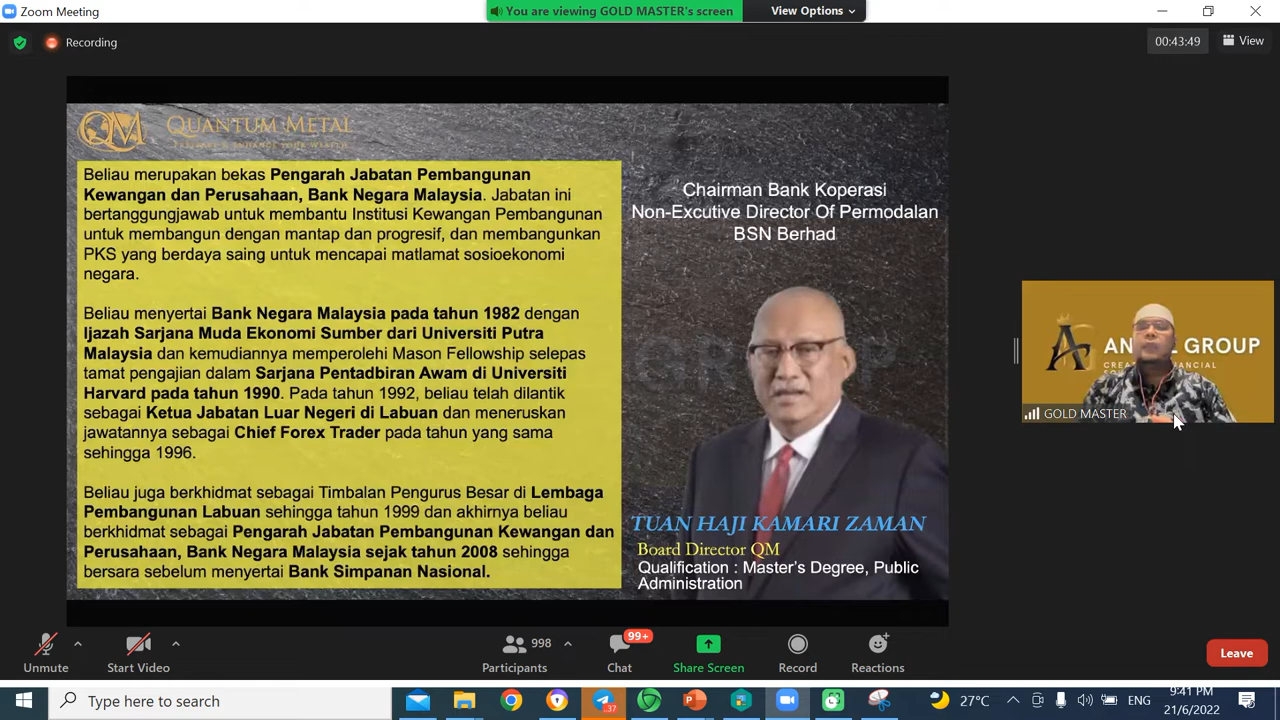 Zoom Meeting
You are viewing GOLD MASTER's screen
View Options
Recording
00:43:49
View
QM QUANTUM METAL
Beliau merupakan bekas Pengarah Jabatan Pembangunan
Kewangan dan Perusahaan, Bank Negara Malaysia. Jabatan ini
bertanggungjawab untuk membantu Institusi Kewangan Pembangunan
untuk membangun dengan mantap dan progresif, dan membangunkan
PKS yang berdaya saing untuk mencapai matlamat sosioekonomi
negara.
Beliau menyertai Bank Negara Malaysia pada tahun 1982 dengan
Ijazah Sarjana Muda Ekonomi Sumber dari Universiti Putra
Malaysia dan kemudiannya memperolehi Mason Fellowship selepas
tamat pengajian dalam Sarjana Pentadbiran Awam di Universiti
Harvard pada tahun 1990. Pada tahun 1992, beliau telah dilantik
sebagai Ketua Jabatan Luar Negeri di Labuan dan meneruskan
jawatannya sebagai Chief Forex Trader pada tahun yang sama
sehingga 1996.
Beliau juga berkhidmat sebagai Timbalan Pengurus Besar di Lembaga
Pembangunan Labuan sehingga tahun 1999 dan akhirnya beliau
berkhidmat sebagai Pengarah Jabatan Pembangunan Kewangan dan
Perusahaan, Bank Negara Malaysia sejak tahun 2008 sehingga
bersara sebelum menyertai Bank Simpanan Nasional.
Chairman Bank Koperasi
Non-Excutive Director Of Permodalan
BSN Berhad
TUAN HAJI KAMARI ZAMAN
Board Director QM
Qualification : Master's Degree, Public
Administration
GROUP
GOLD MASTER
Unmute
Start Video
998
Participants
99+
Chat
Share Screen
Record
Reactions
Leave
Type here to search
37
27°C
ENG
9:41 PM
21/6/2022